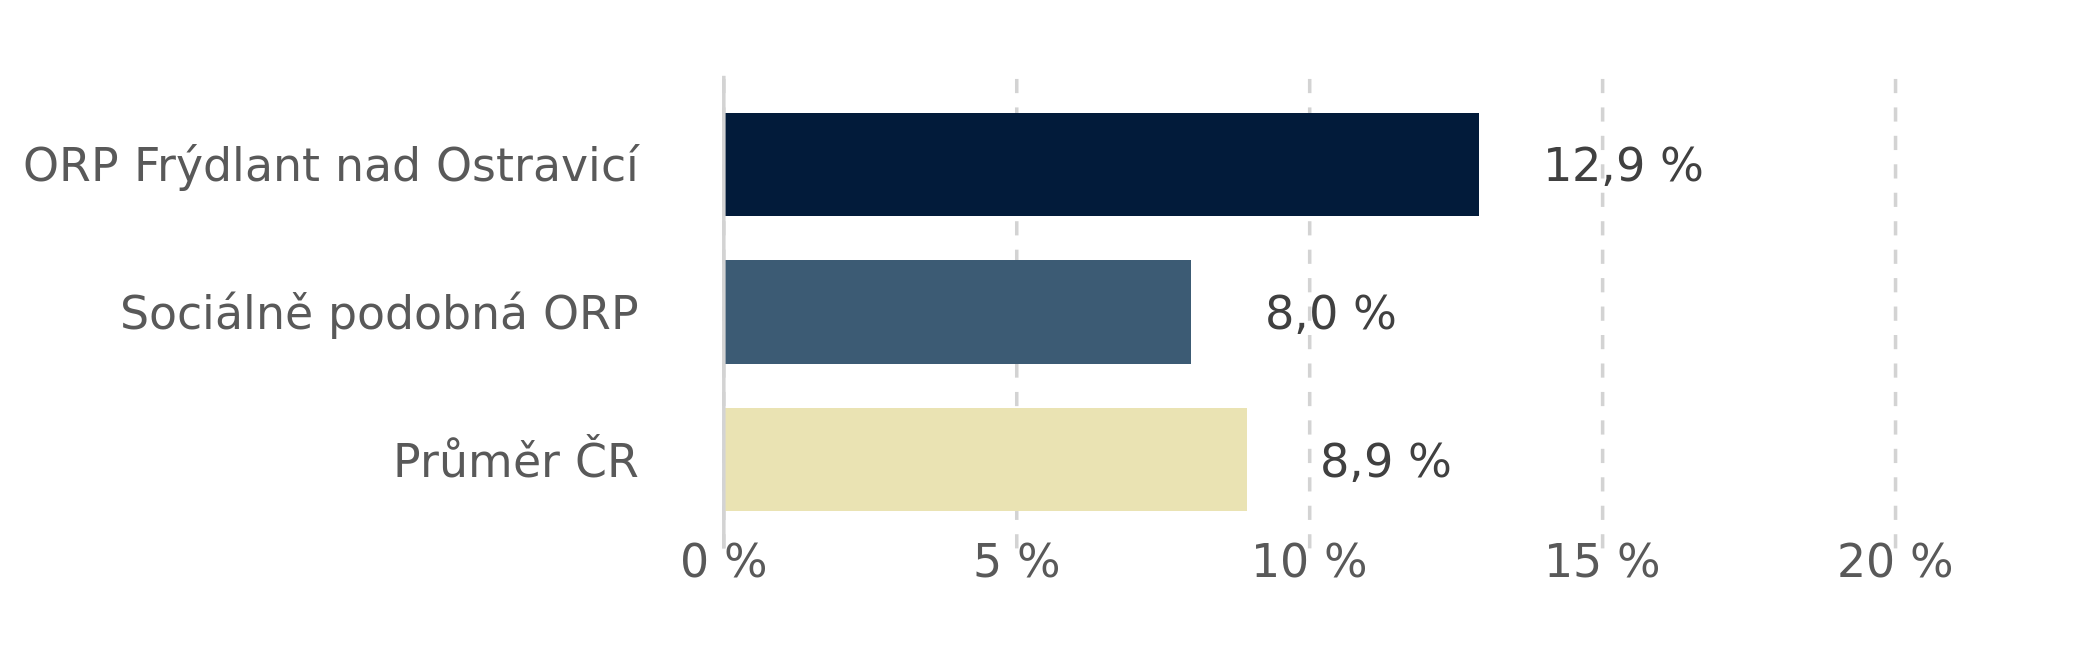 ORP Frýdlant nad Ostravicí 12,9 %
Sociálně podobná ORP 8,0 %
Průměr ČR 8,9 %
0 % 5 % 10 % 15 % 20 %